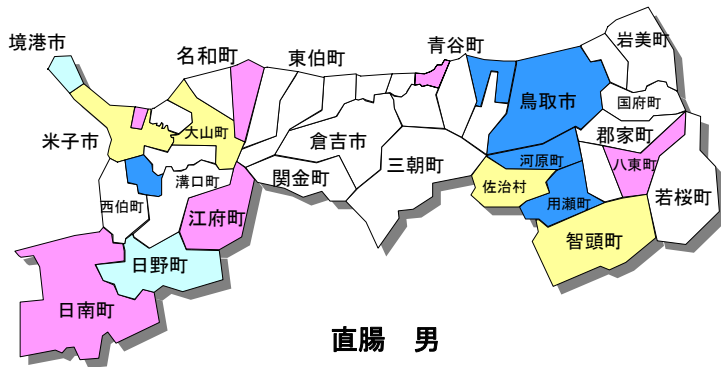 境港市
名和町
東伯町
青谷町
岩美町
鳥取市
国府町
米子市
大山町
倉吉市
郡家町
三朝町
河原町
八東町
溝口町
関金町
佐治村
用瀬町
若桜町
西伯町
江府町
智頭町
日野町
日南町
直腸　男